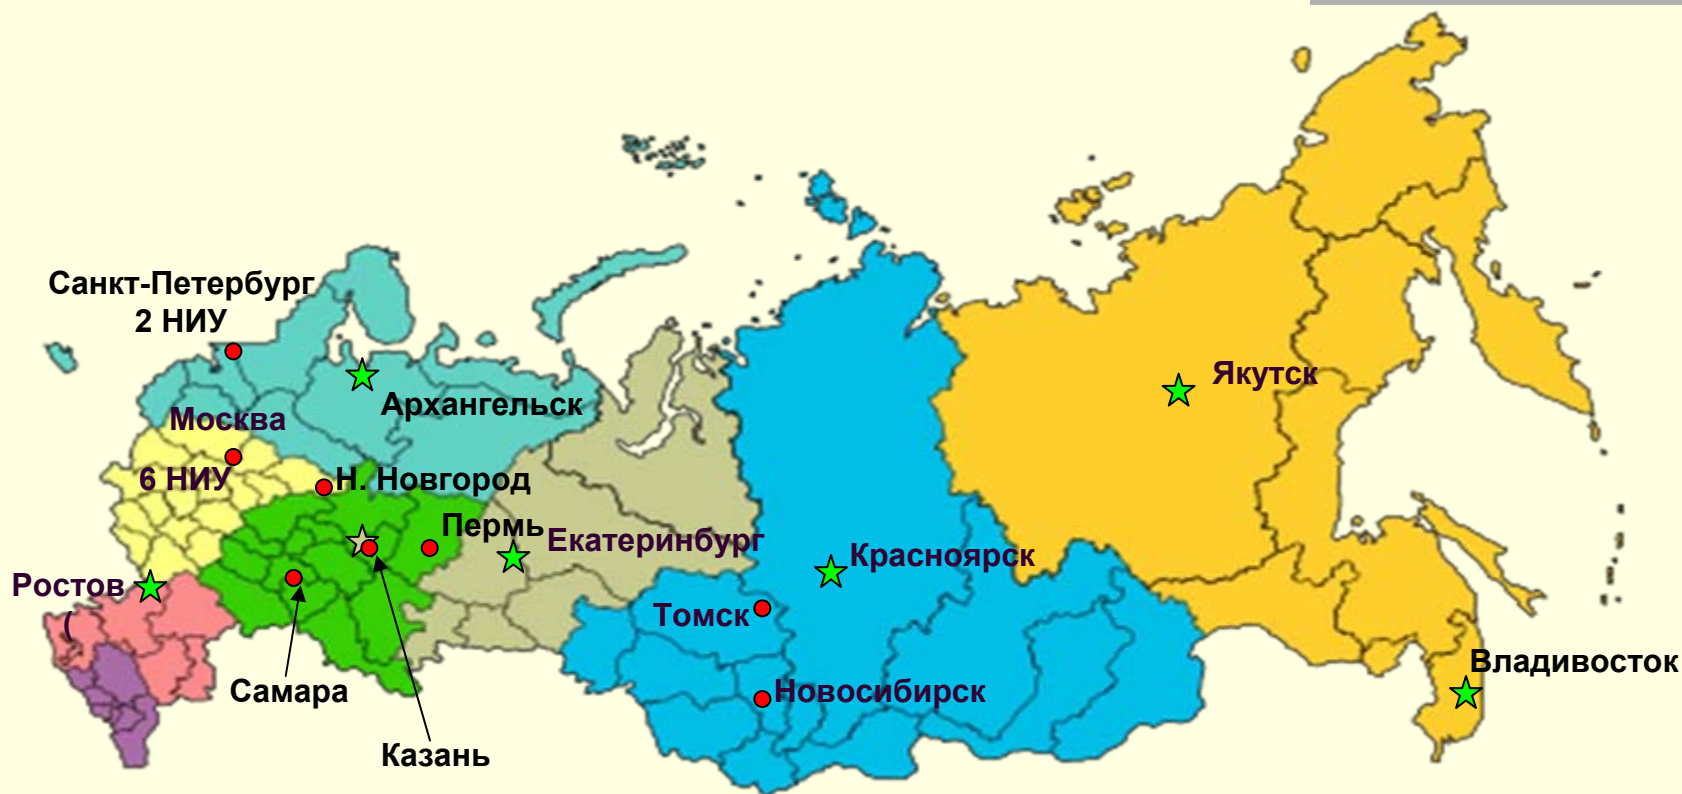 Санкт-Петербург
2 НИУ
Якутск
Архангельск
Москва
6 НИУ
Н. Новгород
Пермь
Екатеринбург
Красноярск
Ростов
(
Томск
Владивосток
Самара
Новосибирск
Казань